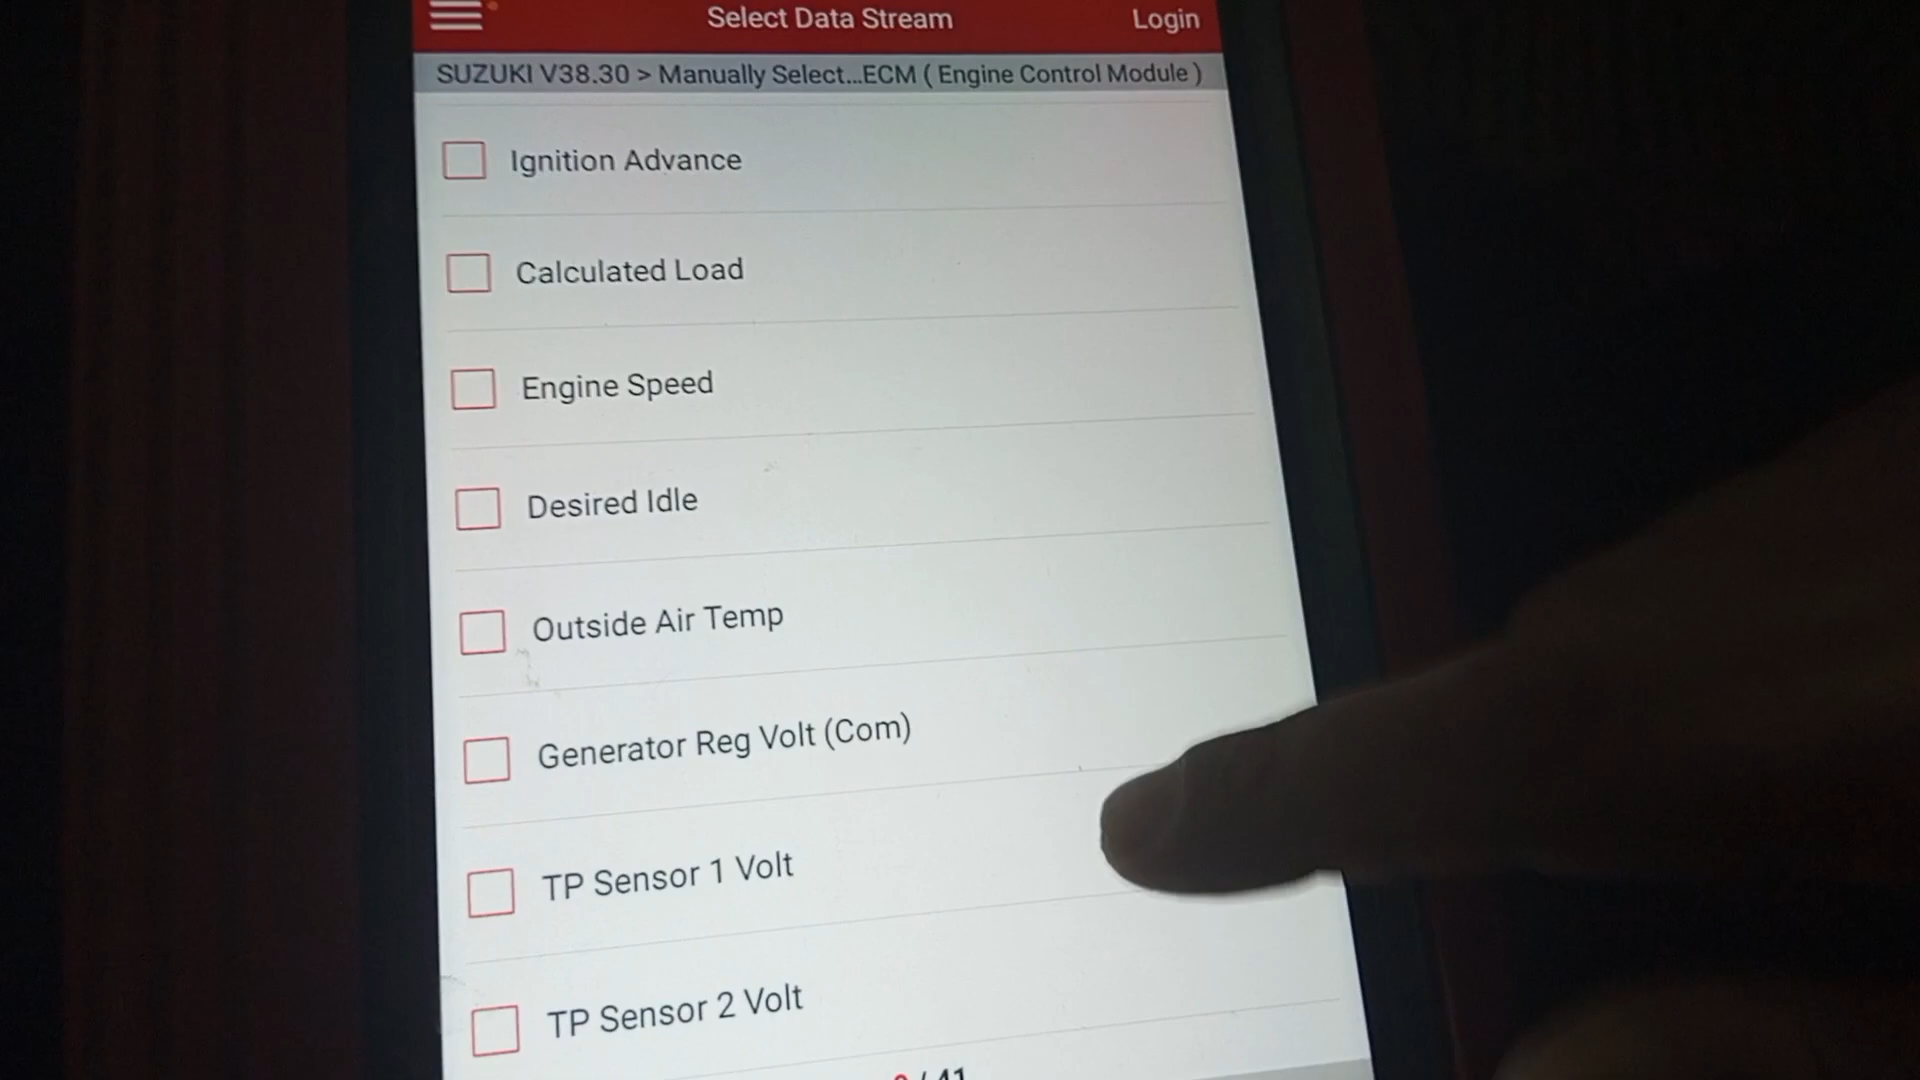 Select Data Stream
Login
SUZUKI V38.30 > Manually Select...ECM ( Engine Control Module )
Ignition Advance
Calculated Load
Engine Speed
Desired Idle
Outside Air Temp
Generator Reg Volt (Com)
TP Sensor 1 Volt
TP Sensor 2 Volt
/ 41